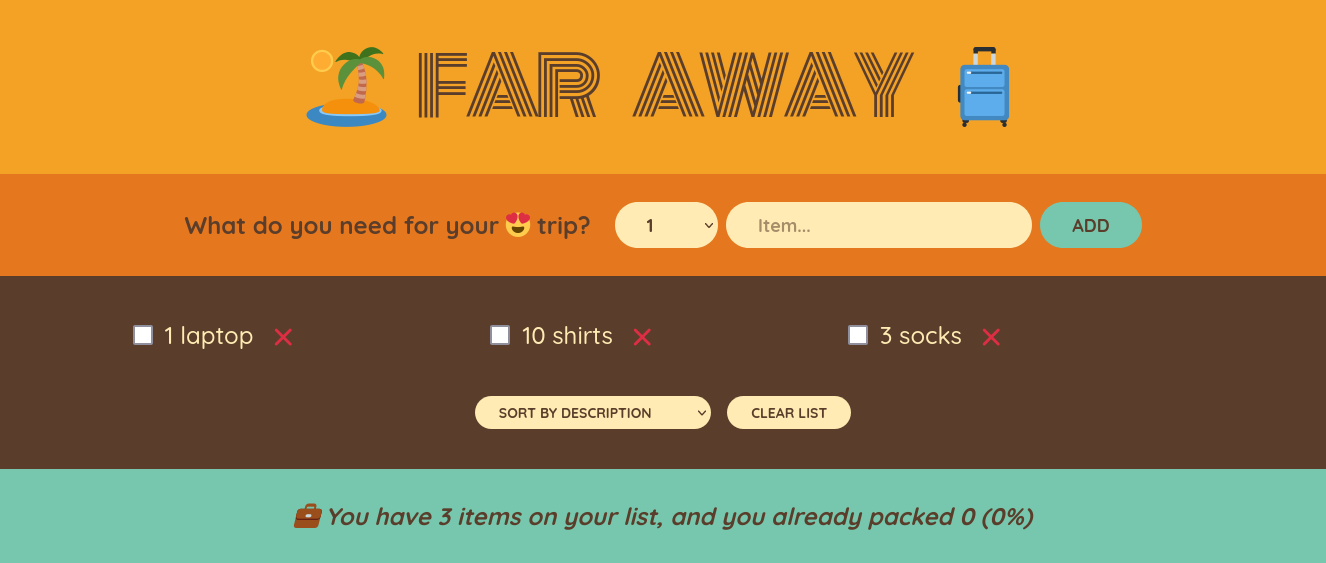 🏝️ FAR AWAY 🧳
What do you need for your 😍 trip? 1 Item... ADD
1 laptop ❌ 10 shirts ❌ 3 socks ❌
SORT BY DESCRIPTION CLEAR LIST
💼 You have 3 items on your list, and you already packed 0 (0%)